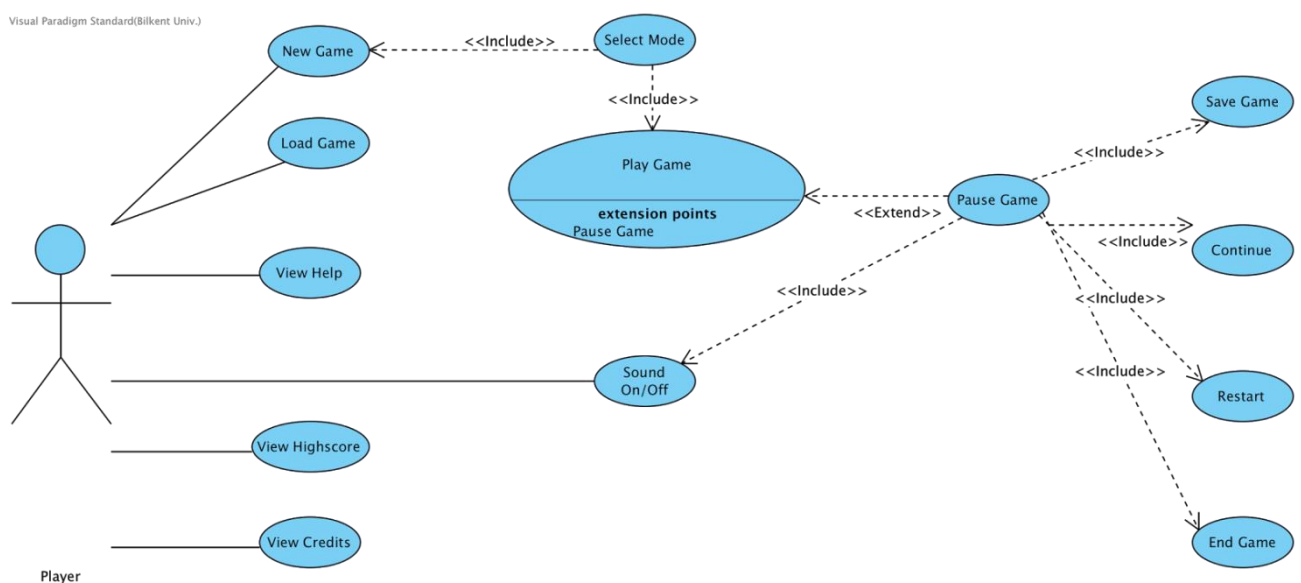 Visual Paradigm Standard(Bilkent Univ.)
New Game
<<Include>>
Select Mode
<<Include>>
Save Game
Load Game
<<Include>>
Play Game
extension points
Pause Game
<<Extend>>
Pause Game
<<Include>>
Continue
View Help
<<Include>>
<<Include>>
Sound
On/Off
<<Include>>
Restart
View Highscore
View Credits
End Game
Player